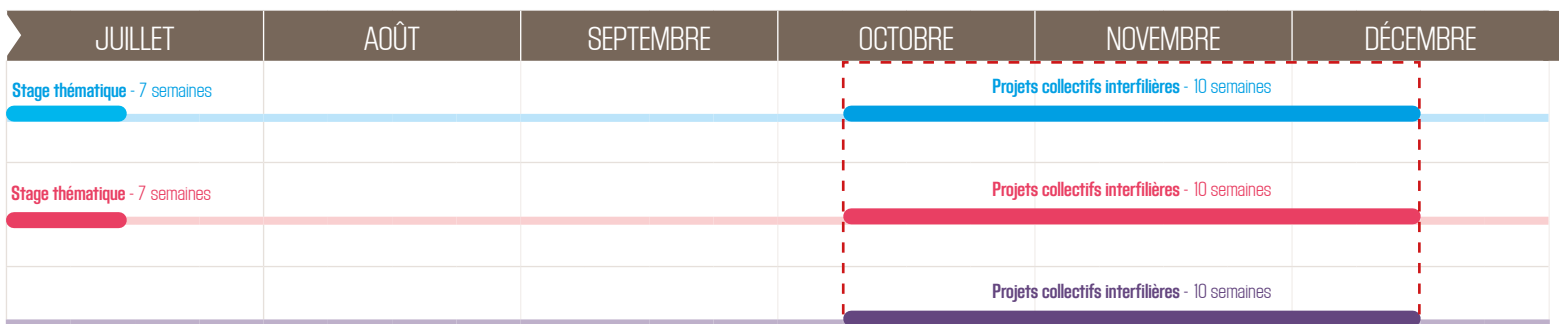 JUILLET AOÛT SEPTEMBRE OCTOBRE NOVEMBRE DÉCEMBRE
Stage thématique - 7 semaines Projets collectifs interfilières - 10 semaines
Stage thématique - 7 semaines Projets collectifs interfilières - 10 semaines
Projets collectifs interfilières - 10 semaines